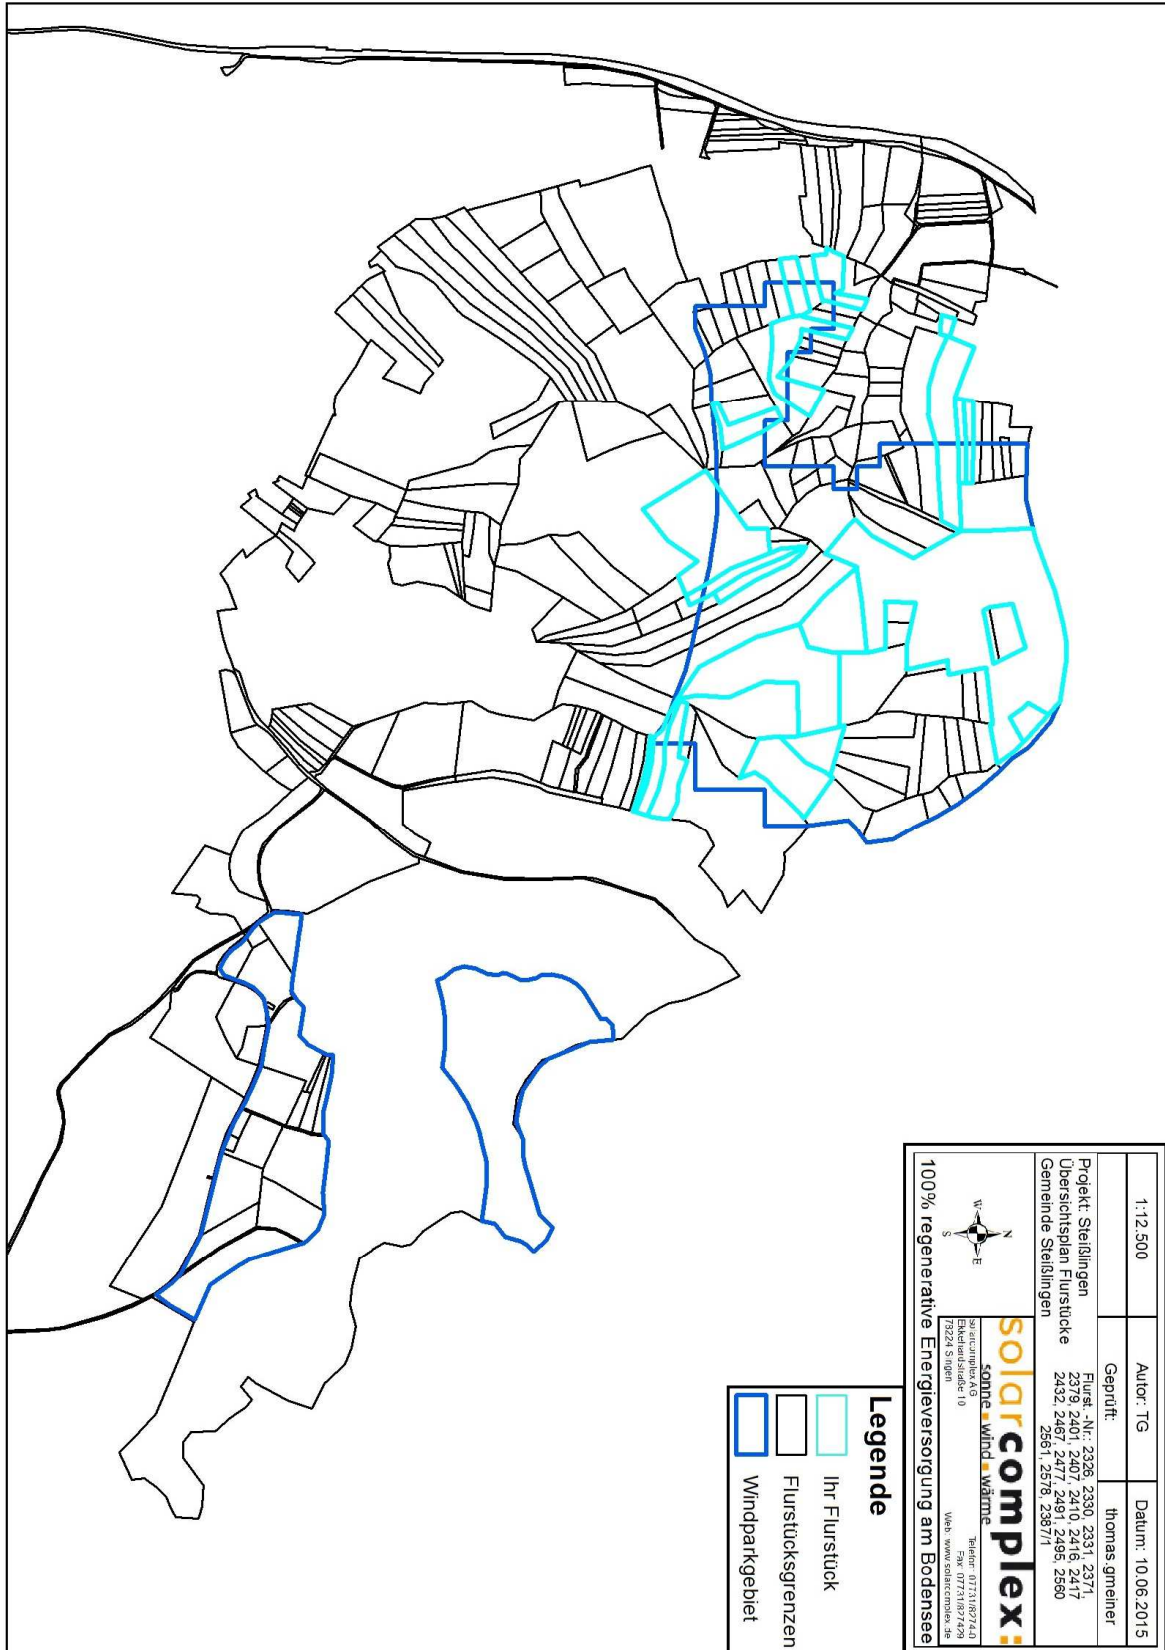 1:12.500
Autor: TG
Datum: 10.06.2015
Geprüft:
thomas.gmeiner
Projekt: Steißlingen
Übersichtsplan Flurstücke
Gemeinde Steißlingen
Flurst.-Nr.: 2326, 2330, 2331, 2371,
2379, 2401, 2407, 2410, 2416, 2417
2432, 2467, 2477, 2491, 2495, 2560
2561, 2578, 2387/1
N
W
E
S
solarcomplex
sonne wind wärme
solarcomplex AG
Ekkehardstraße 10
78224 Singen
Telefon: 07731/8274-0
Fax: 07731/827429
Web: www.solarcomplex.de
100% regenerative Energieversorgung am Bodensee
Legende
Ihr Flurstück
Flurstücksgrenzen
Windparkgebiet